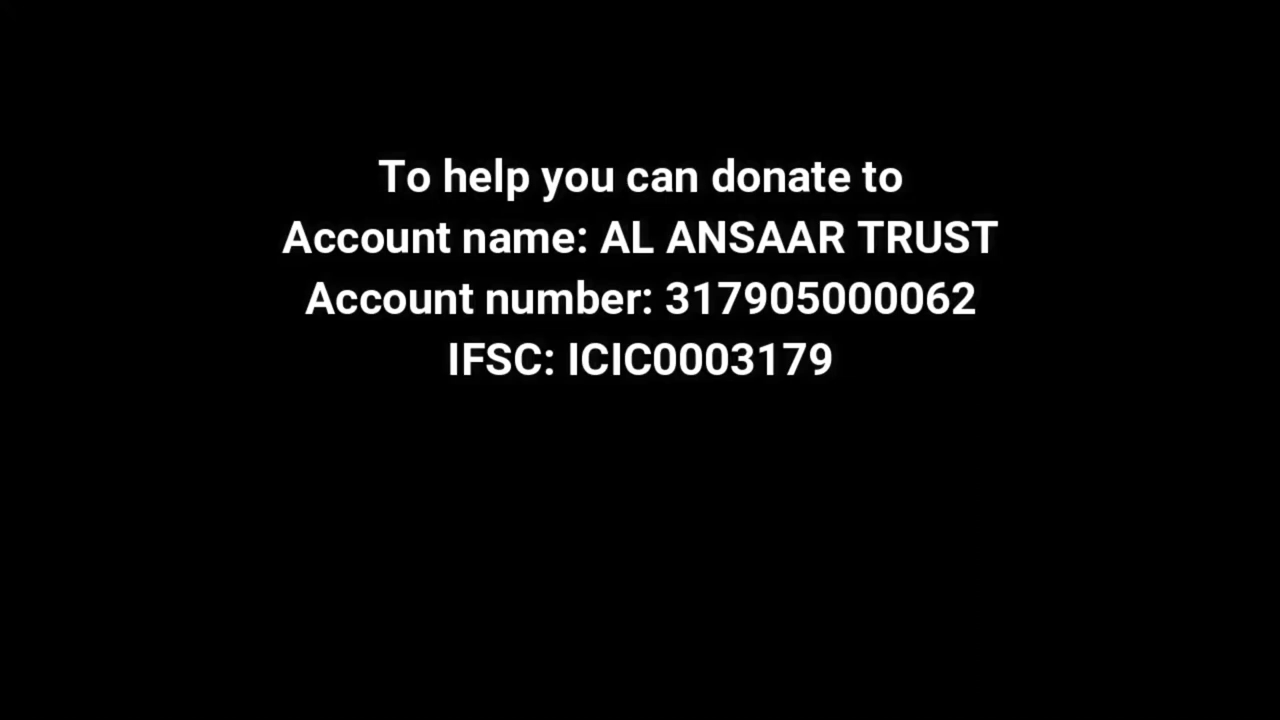 To help you can donate to
Account name: AL ANSAAR TRUST
Account number: 317905000062
IFSC: ICIC0003179